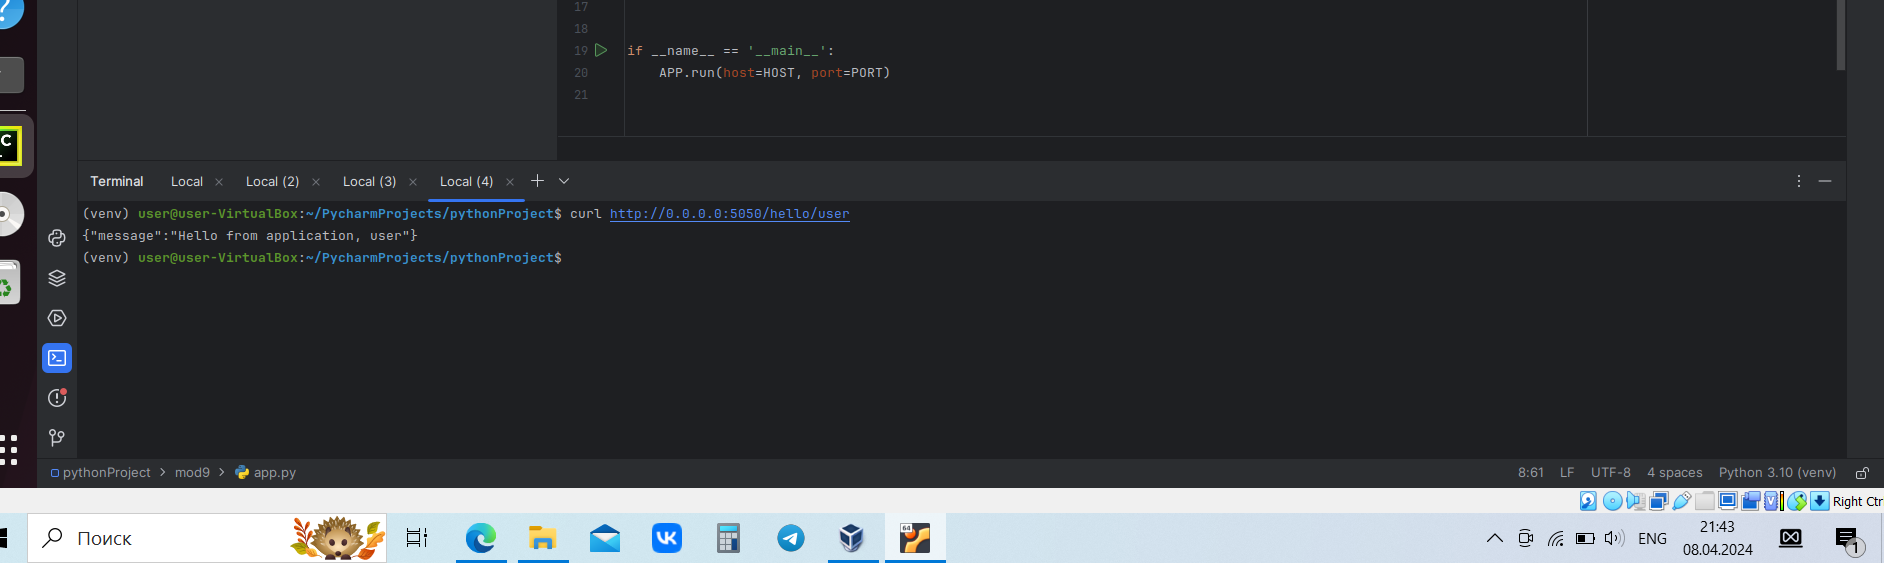 17
18
19 if __name__ == '__main__':
20 APP.run(host=HOST, port=PORT)
21
Terminal Local × Local (2) × Local (3) × Local (4) ×
(venv) user@user-VirtualBox:~/PycharmProjects/pythonProject$ curl http://0.0.0.0:5050/hello/user
{"message":"Hello from application, user"}
(venv) user@user-VirtualBox:~/PycharmProjects/pythonProject$
pythonProject > mod9 > app.py 8:61 LF UTF-8 4 spaces Python 3.10 (venv)
Right Ctr
Поиск
ENG
21:43
08.04.2024
1
64
C